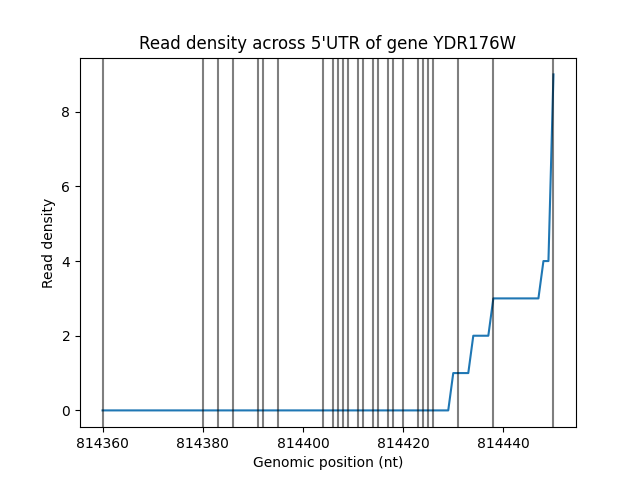 Read density across 5'UTR of gene YDR176W
Read density
8
6
4
2
0
814360 814380 814400 814420 814440
Genomic position (nt)